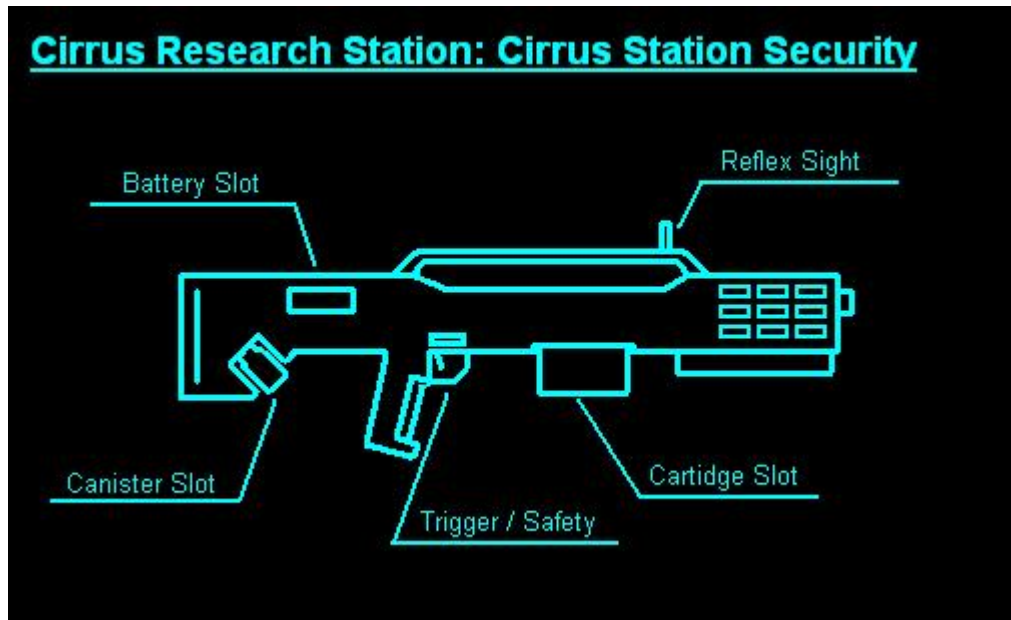 Cirrus Research Station: Cirrus Station Security
Reflex Sight
Battery Slot
Canister Slot
Cartidge Slot
Trigger / Safety